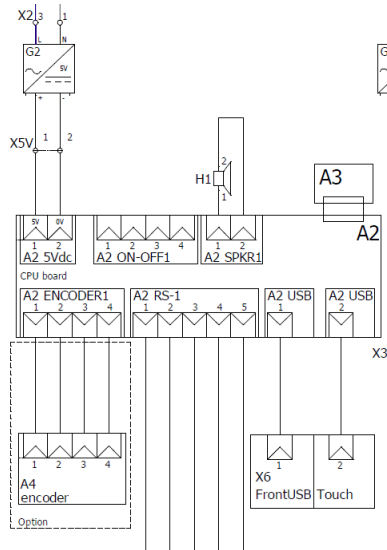 X2 3 1
L N
G2
5V
+ -
X5V 1 2
2
H1
1
A3
A2
5V 0V
1 2 1 2 3 4 1 2
A2 5Vdc A2 ON-OFF1 A2 SPKR1
CPU board
A2 ENCODER1 A2 RS-1 A2 USB A2 USB
1 2 3 4 1 2 3 4 5 1 2
X3
1 2 3 4 1 2
A4
encoder
X6
FrontUSB Touch
Option